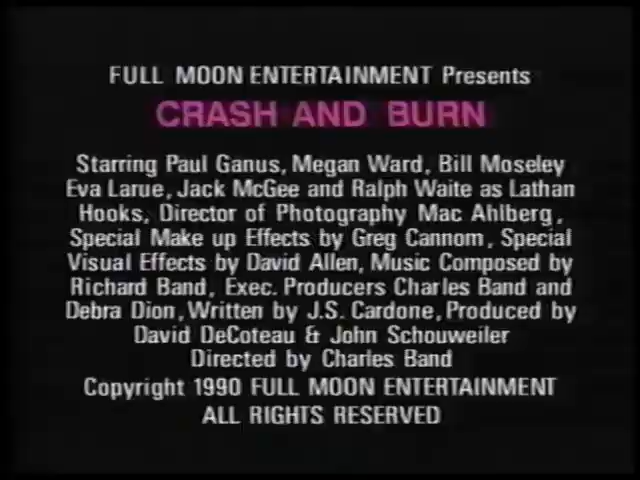 FULL MOON ENTERTAINMENT Presents
CRASH AND BURN
Starring Paul Ganus, Megan Ward, Bill Moseley
Eva Larue, Jack McGee and Ralph Waite as Lathan
Hooks, Director of Photography Mac Ahlberg,
Special Make up Effects by Greg Cannom, Special
Visual Effects by David Allen, Music Composed by
Richard Band, Exec. Producers Charles Band and
Debra Dion, Written by J.S. Cardone, Produced by
David DeCoteau & John Schouweiler
Directed by Charles Band
Copyright 1990 FULL MOON ENTERTAINMENT
ALL RIGHTS RESERVED